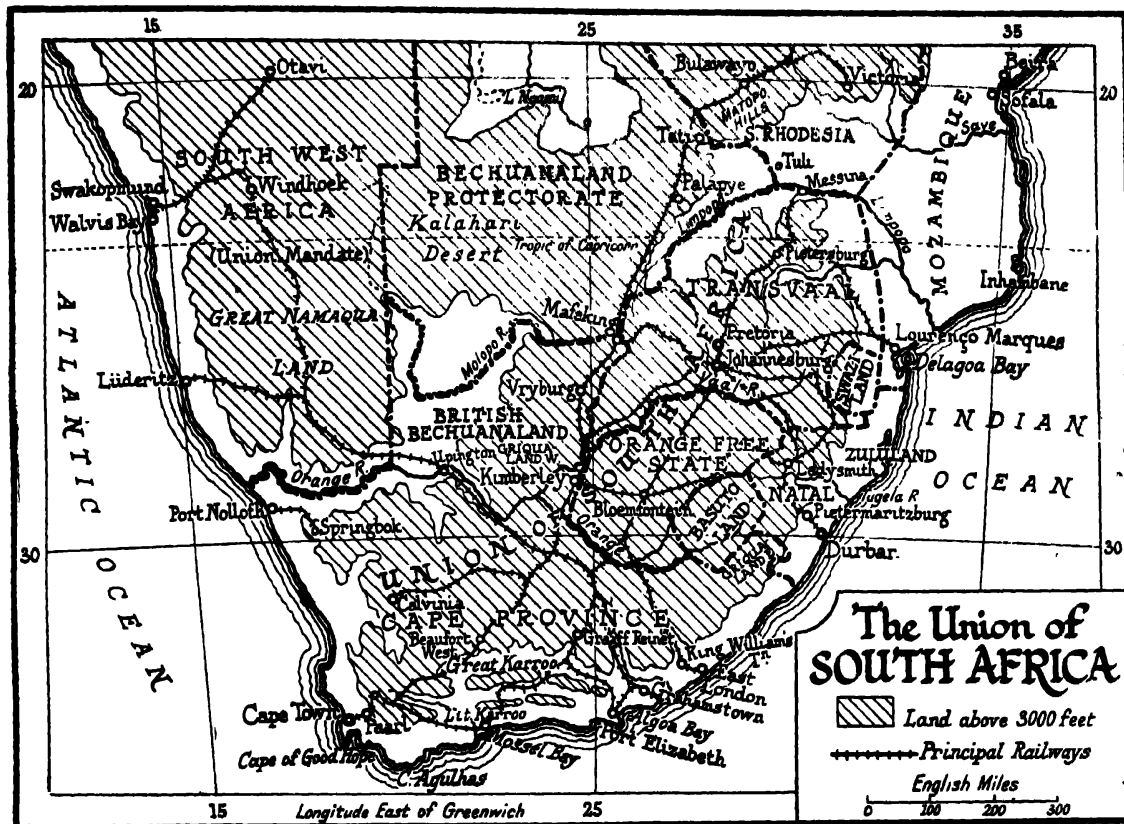 15
25
35
20
20
30
30
15
25
Longitude East of Greenwich
ATLANTIC
OCEAN
INDIAN
OCEAN
Otavi
L. Ngami
Bulawayo
Victoria
MATOPO
HILLS
Beira
Sofala
Save
MOZAMBIQUE
Tati
S. RHODESIA
Tuli
Messina
SOUTH WEST
AFRICA
Windhoek
Swakopmund
Walvis Bay
(Union Mandate)
BECHUANALAND
PROTECTORATE
Kalahari
Desert
Tropic of Capricorn
Palapye
Limpopo
Limpopo
Pietersburg
Inhambane
GREAT NAMAQUA
LAND
TRANSVAAL
Mafeking
Molopo R.
Pretoria
Johannesburg
Lourenço Marques
Delagoa Bay
SWAZI
LAND
Lüderitz
Vryburg
Vaal R.
BRITISH
BECHUANALAND
GRIQUA
LAND W.
Upington
Kimberley
ORANGE FREE
STATE
ZULULAND
Ladysmith
Orange R.
NATAL
Tugela R
Port Nolloth
Springbok
Bloemfontein
BASUTO
LAND
Pietermaritzburg
Orange
GRIQUA
LAND E.
Durbar.
UNION OF SOUTH AFRICA
Calvinia
CAPE PROVINCE
Beaufort
West
Graaff Reinet
King Williams
Tn.
Great Karroo
East
London
Grahamstown
Cape Town
Paarl
Lit. Karroo
Algoa Bay
Port Elizabeth
Mossel Bay
Cape of Good Hope
C. Agulhas
The Union of
SOUTH AFRICA
Land above 3000 feet
Principal Railways
English Miles
0 100 200 300